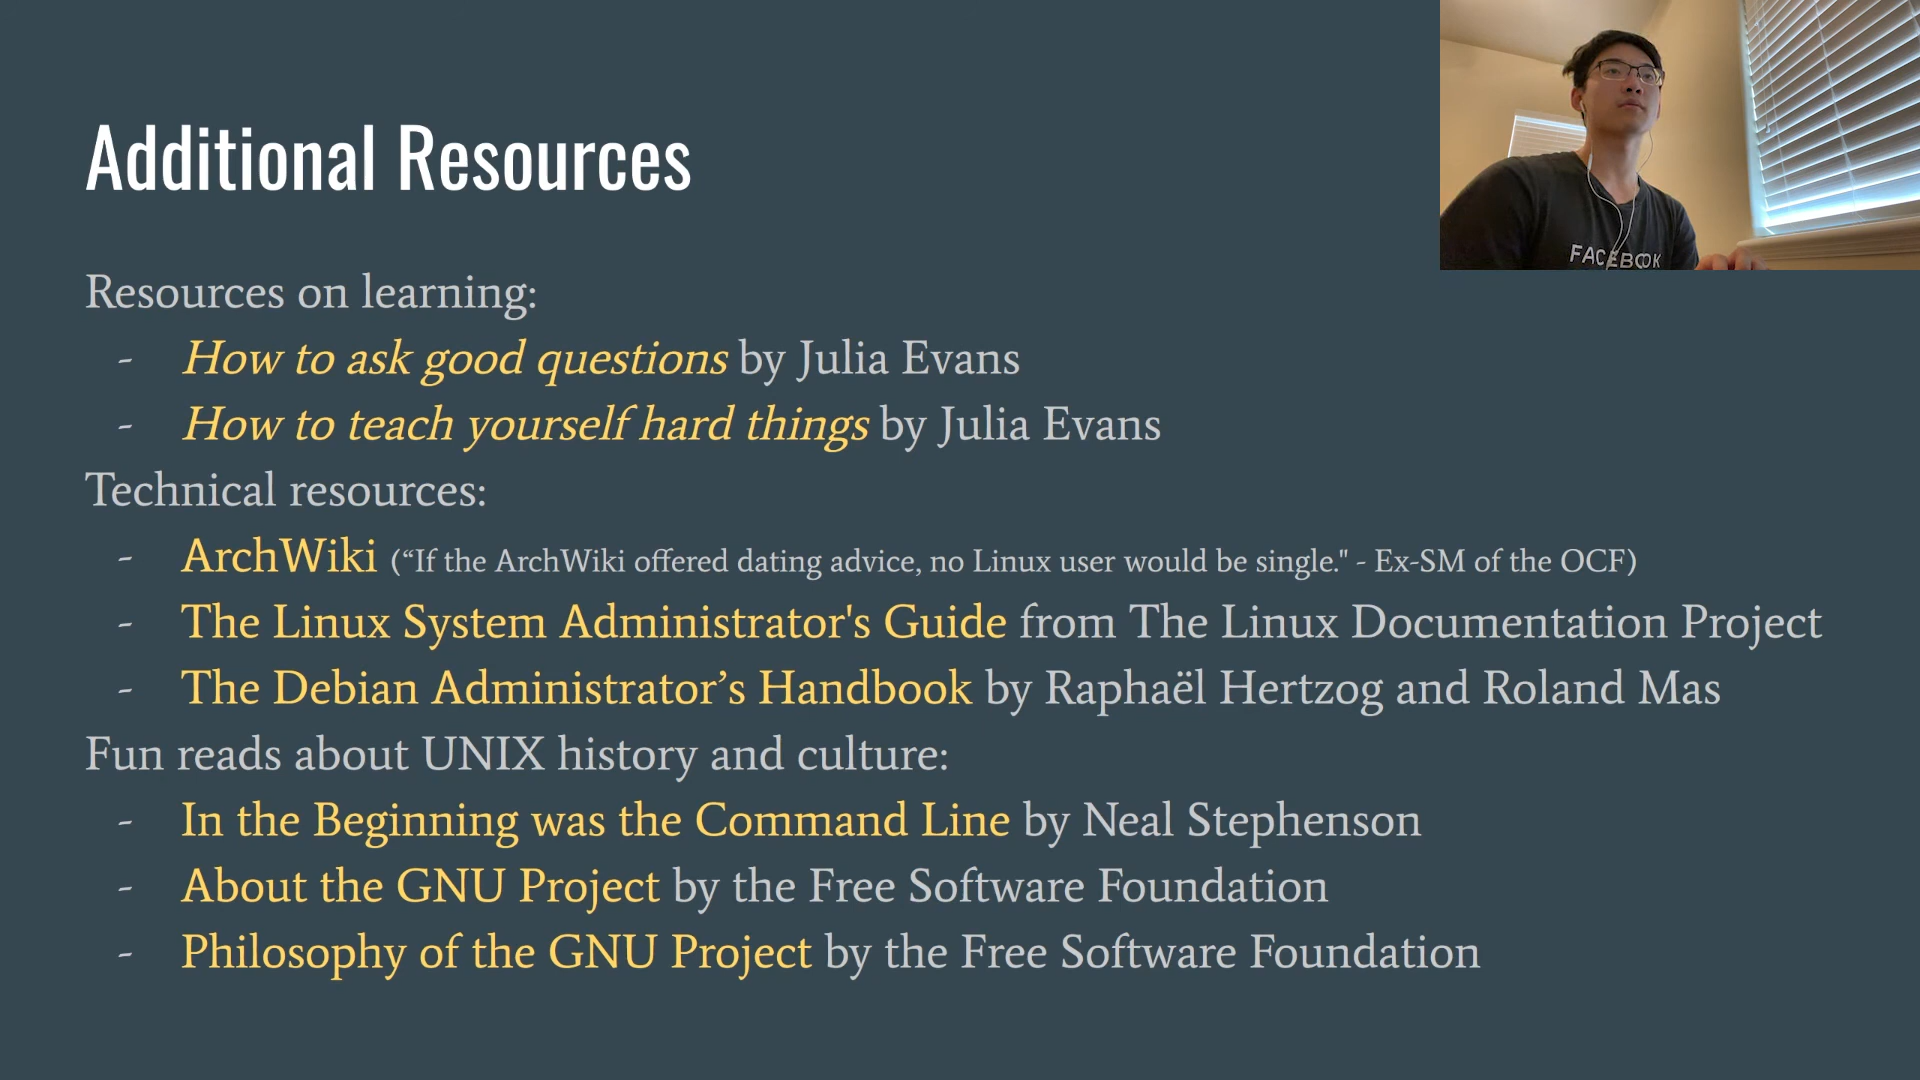 Additional Resources
FACEBOOK
Resources on learning:
- How to ask good questions by Julia Evans
- How to teach yourself hard things by Julia Evans
Technical resources:
- ArchWiki (“If the ArchWiki offered dating advice, no Linux user would be single." - Ex-SM of the OCF)
- The Linux System Administrator's Guide from The Linux Documentation Project
- The Debian Administrator’s Handbook by Raphaël Hertzog and Roland Mas
Fun reads about UNIX history and culture:
- In the Beginning was the Command Line by Neal Stephenson
- About the GNU Project by the Free Software Foundation
- Philosophy of the GNU Project by the Free Software Foundation